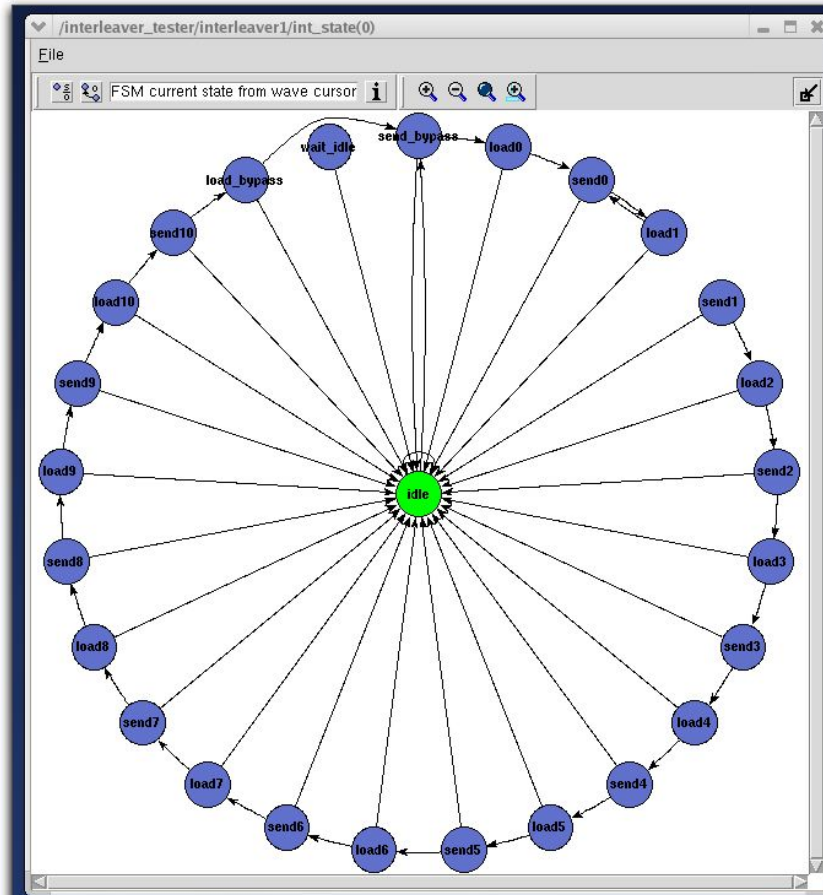 /interleaver_tester/interleaver1/int_state(0)
File
FSM current state from wave cursor
i
send_bypass
wait_idle
load0
load_bypass
send0
send10
load1
load10
send1
send9
load2
load9
send2
idle
send8
load3
load8
send3
send7
load4
load7
send4
send6
load5
load6
send5